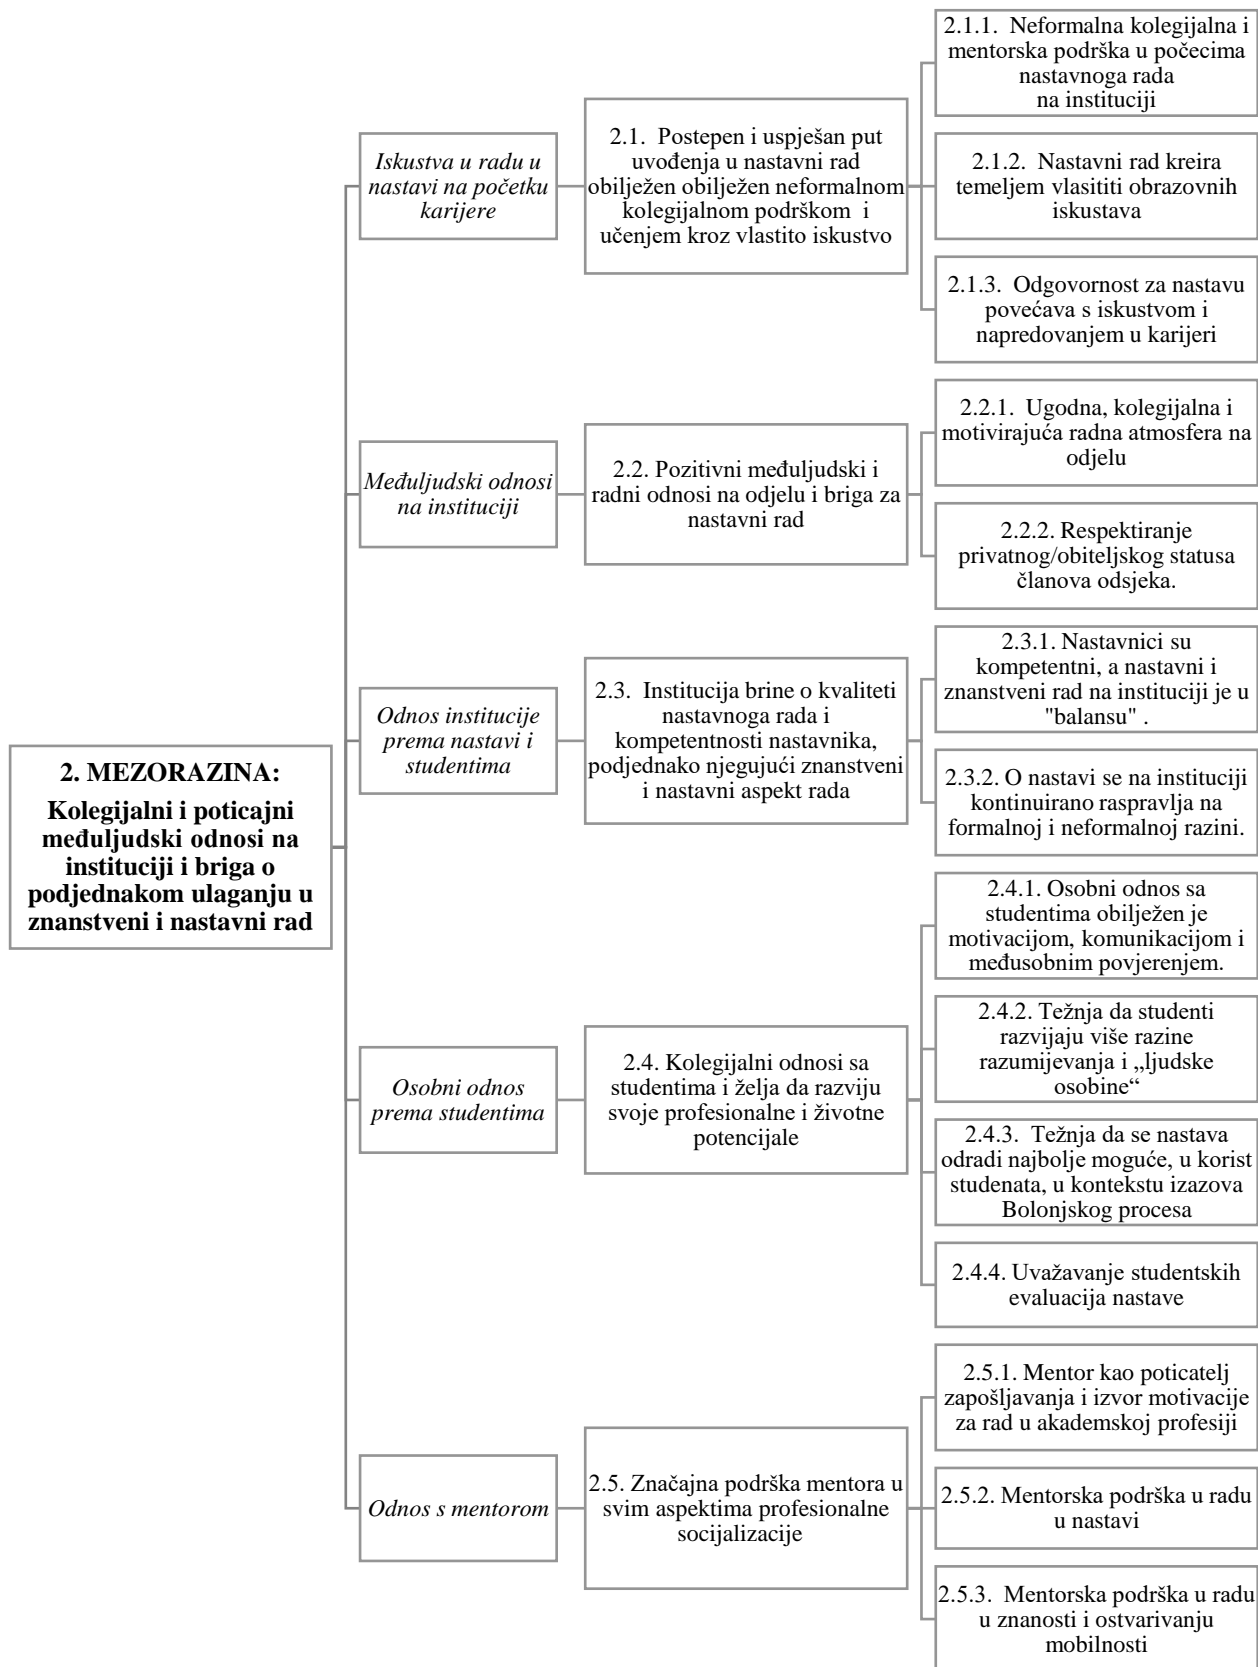 2. MEZORAZINA:
Kolegijalni i poticajni
međuljudski odnosi na
instituciji i briga o
podjednakom ulaganju u
znanstveni i nastavni rad
Iskustva u radu u
nastavi na početku
karijere
2.1.  Postepen i uspješan put
uvođenja u nastavni rad
obilježen obilježen neformalnom
kolegijalnom podrškom  i
učenjem kroz vlastito iskustvo
2.1.1.  Neformalna kolegijalna i
mentorska podrška u počecima
nastavnoga rada
na instituciji
2.1.2.  Nastavni rad kreira
temeljem vlasititi obrazovnih
iskustava
2.1.3.  Odgovornost za nastavu
povećava s iskustvom i
napredovanjem u karijeri
Međuljudski odnosi
na instituciji
2.2. Pozitivni međuljudski i
radni odnosi na odjelu i briga za
nastavni rad
2.2.1.  Ugodna, kolegijalna i
motivirajuća radna atmosfera na
odjelu
2.2.2. Respektiranje
privatnog/obiteljskog statusa
članova odsjeka.
Odnos institucije
prema nastavi i
studentima
2.3.  Institucija brine o kvaliteti
nastavnoga rada i
kompetentnosti nastavnika,
podjednako njegujući znanstveni
i nastavni aspekt rada
2.3.1. Nastavnici su
kompetentni, a nastavni i
znanstveni rad na instituciji je u
"balansu" .
2.3.2. O nastavi se na instituciji
kontinuirano raspravlja na
formalnoj i neformalnoj razini.
Osobni odnos
prema studentima
2.4. Kolegijalni odnosi sa
studentima i želja da razviju
svoje profesionalne i životne
potencijale
2.4.1. Osobni odnos sa
studentima obilježen je
motivacijom, komunikacijom i
međusobnim povjerenjem.
2.4.2. Težnja da studenti
razvijaju više razine
razumijevanja i „ljudske
osobine“
2.4.3.  Težnja da se nastava
odradi najbolje moguće, u korist
studenata, u kontekstu izazova
Bolonjskog procesa
2.4.4. Uvažavanje studentskih
evaluacija nastave
Odnos s mentorom
2.5. Značajna podrška mentora u
svim aspektima profesionalne
socijalizacije
2.5.1. Mentor kao poticatelj
zapošljavanja i izvor motivacije
za rad u akademskoj profesiji
2.5.2. Mentorska podrška u radu
u nastavi
2.5.3.  Mentorska podrška u radu
u znanosti i ostvarivanju
mobilnosti